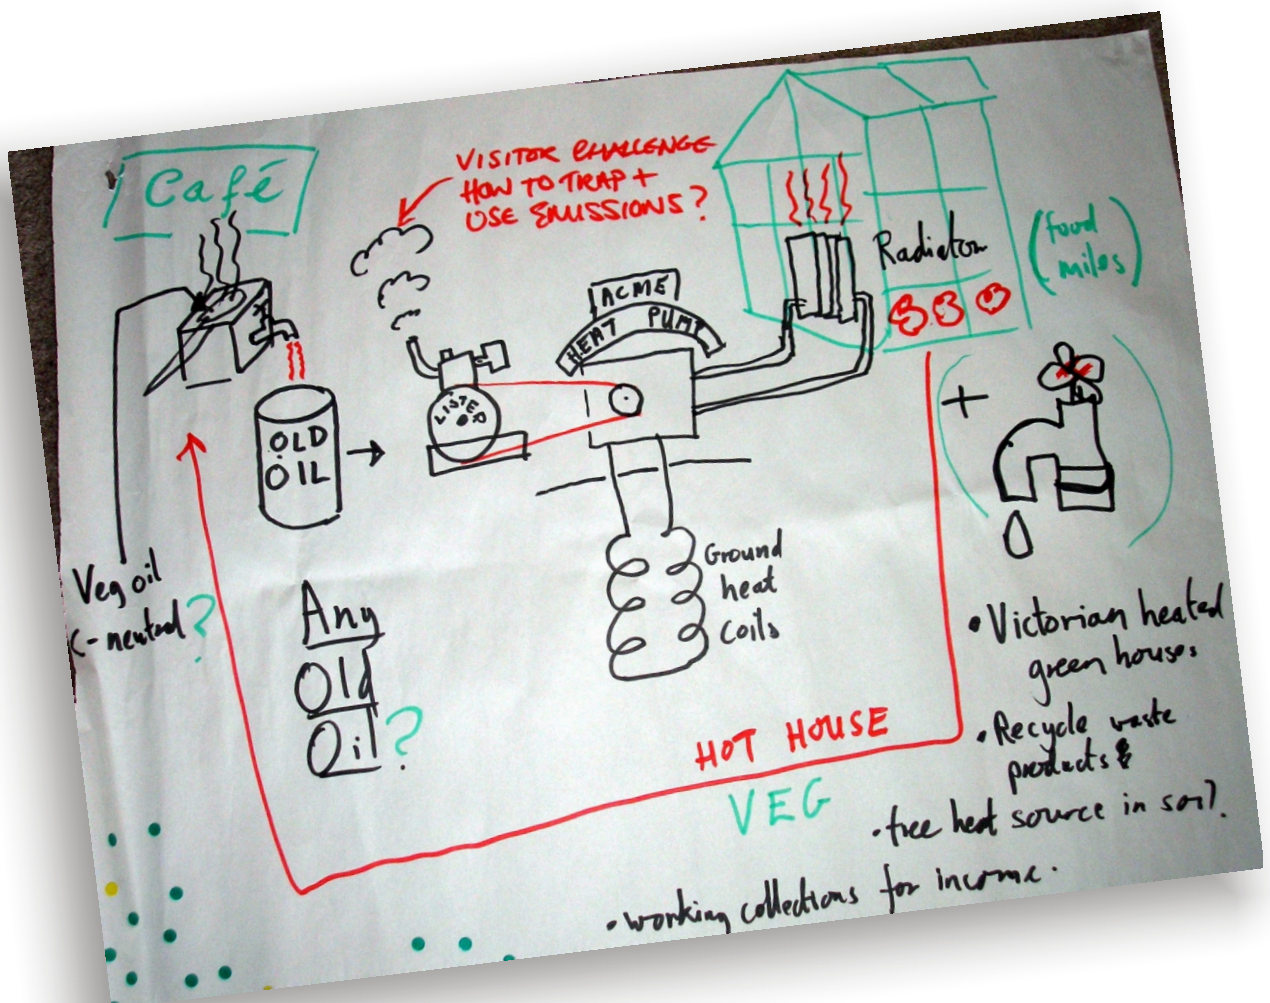 Café
VISITOR CHALLENGE
HOW TO TRAP +
USE EMISSIONS?
ACME
HEAT PUMP
Radiator
(food
miles)
LISTER
OLD
OIL
+
Ground
heat
coils
Veg oil
C-neutral?
Any
Old
Oil?
HOT HOUSE
VEG
• Victorian heated
green houses
• Recycle waste
products &
• free heat source in soil.
• working collections for income.